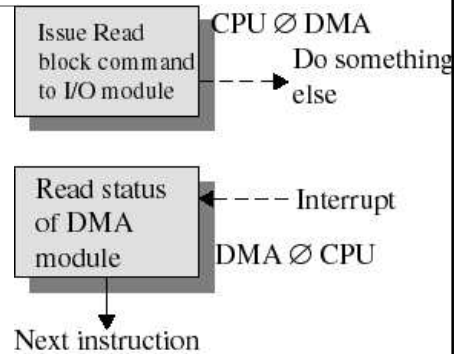 Issue Read
block command
to I/O module
CPU ∅ DMA
Do something
else
Read status
of DMA
module
Interrupt
DMA ∅ CPU
Next instruction